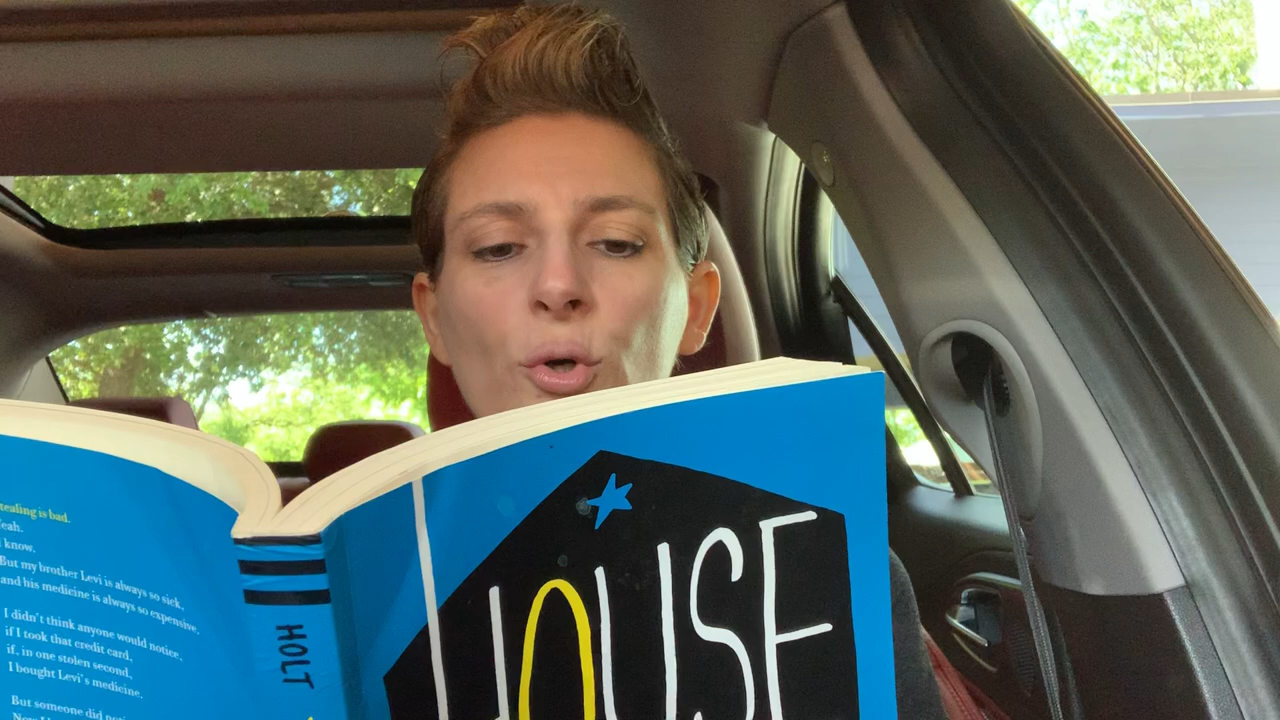 tealing is bad.
Yeah.
I know.
But my brother Levi is always so sick,
and his medicine is always so expensive.
I didn't think anyone would notice,
if I took that credit card,
if, in one stolen second,
I bought Levi's medicine.
But someone did
HOLT
HOUSE